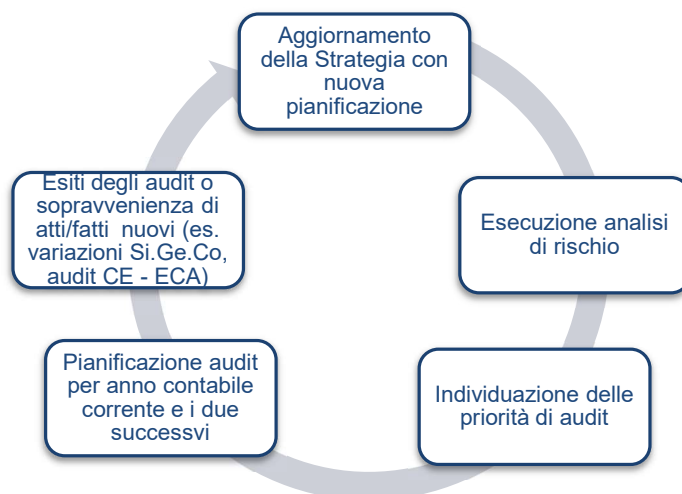 Aggiornamento
della Strategia con
nuova
pianificazione
Esecuzione analisi
di rischio
Individuazione delle
priorità di audit
Pianificazione audit
per anno contabile
corrente e i due
successvi
Esiti degli audit o
sopravvenienza di
atti/fatti nuovi (es.
variazioni Si.Ge.Co,
audit CE - ECA)